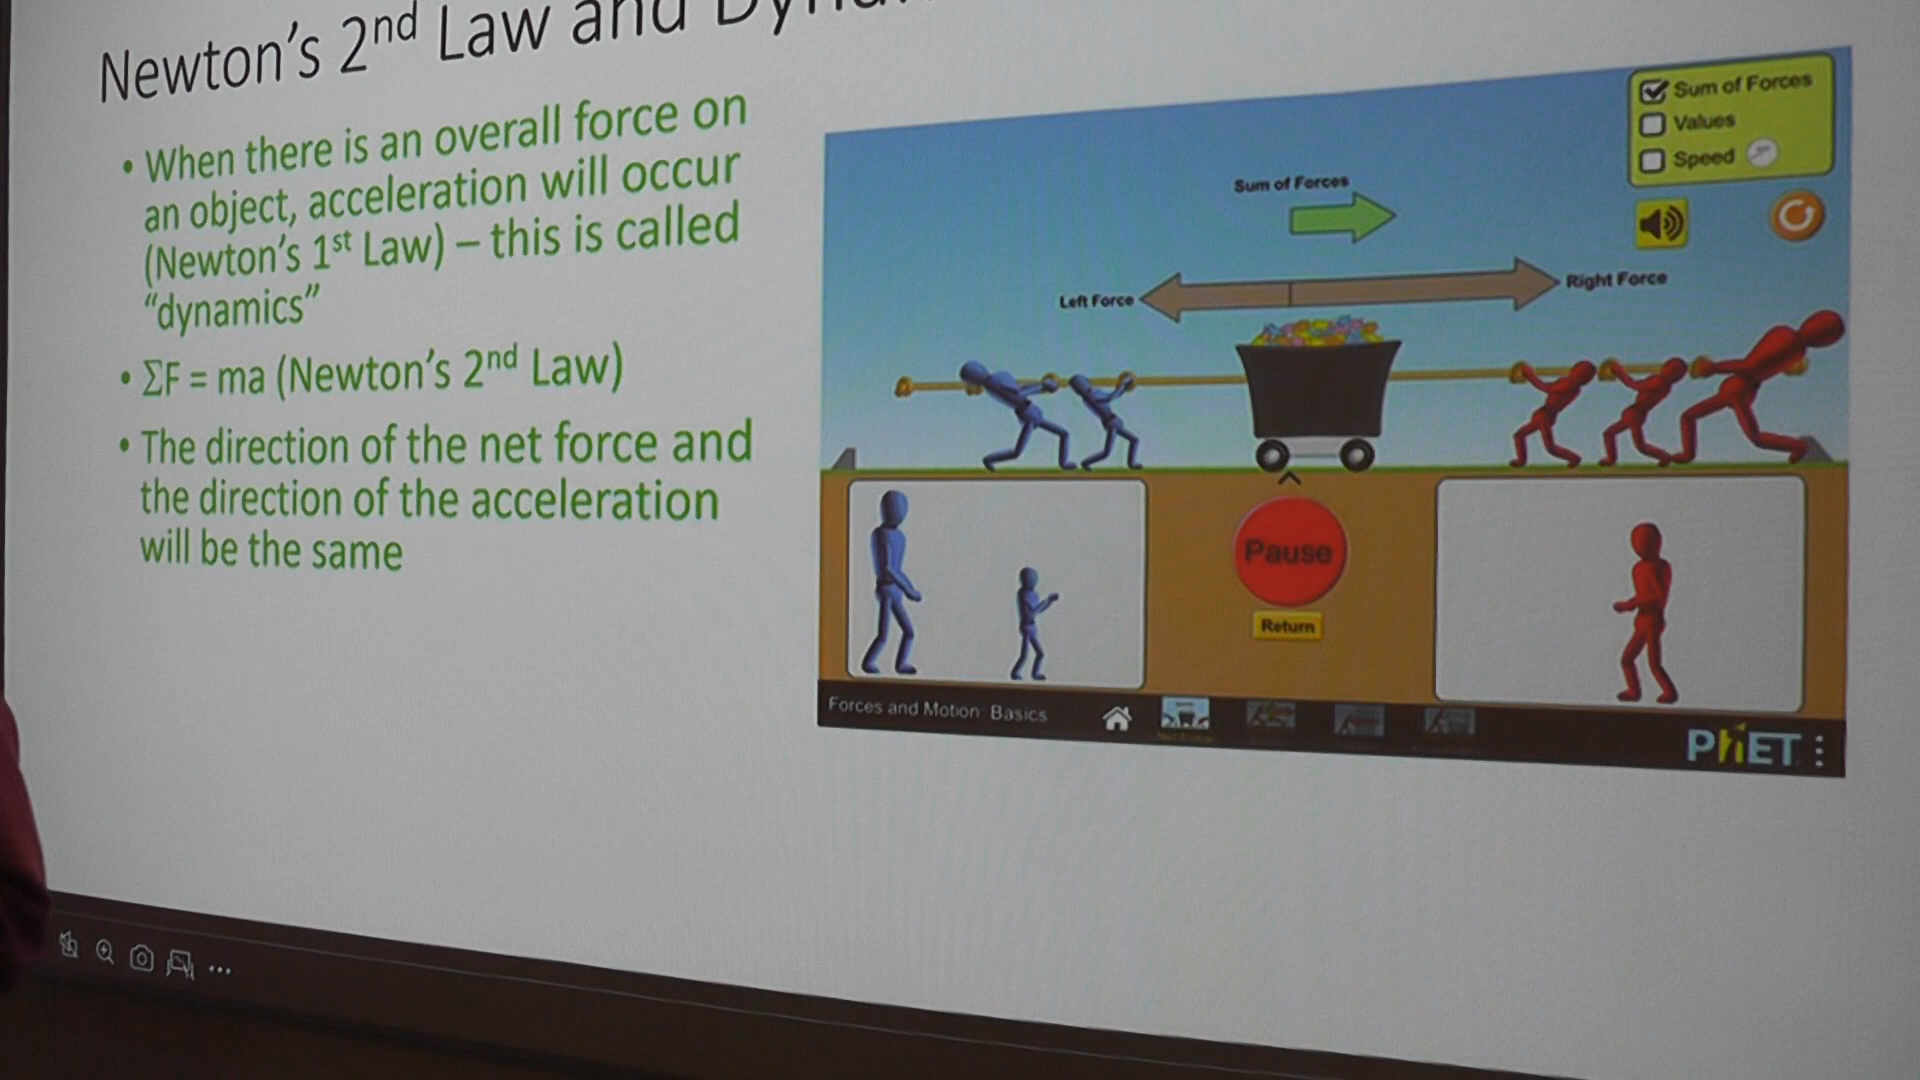 Newton's 2nd Law and
• When there is an overall force on
an object, acceleration will occur
(Newton's 1st Law) – this is called
"dynamics"
• ΣF = ma (Newton's 2nd Law)
• The direction of the net force and
the direction of the acceleration
will be the same
Sum of Forces
Values
Speed
Sum of Forces
Left Force
Right Force
Pause
Return
Forces and Motion: Basics
PhET